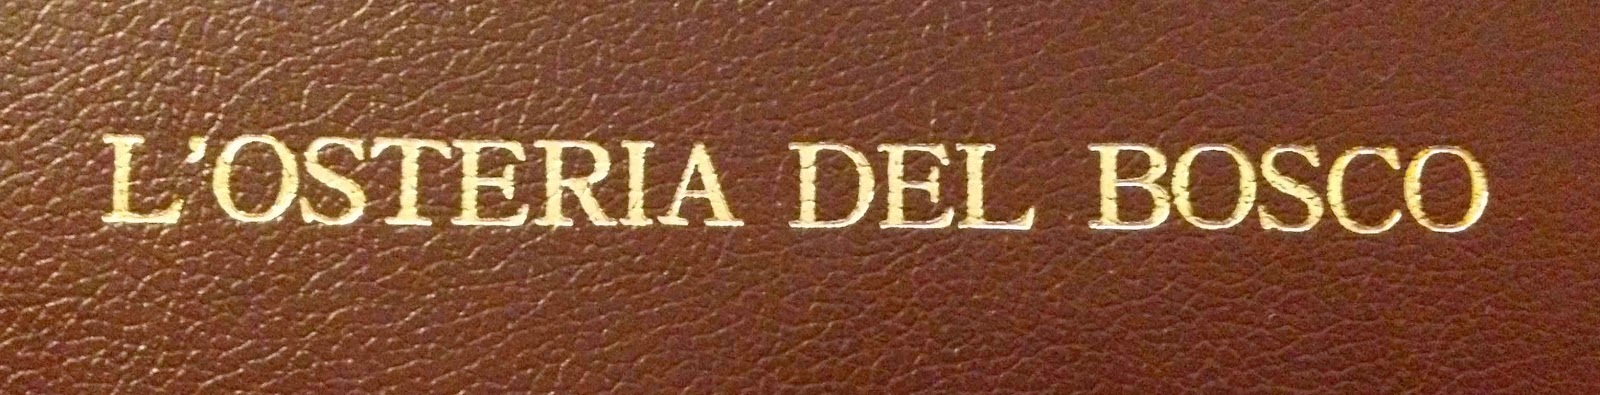 L'OSTERIA DEL BOSCO